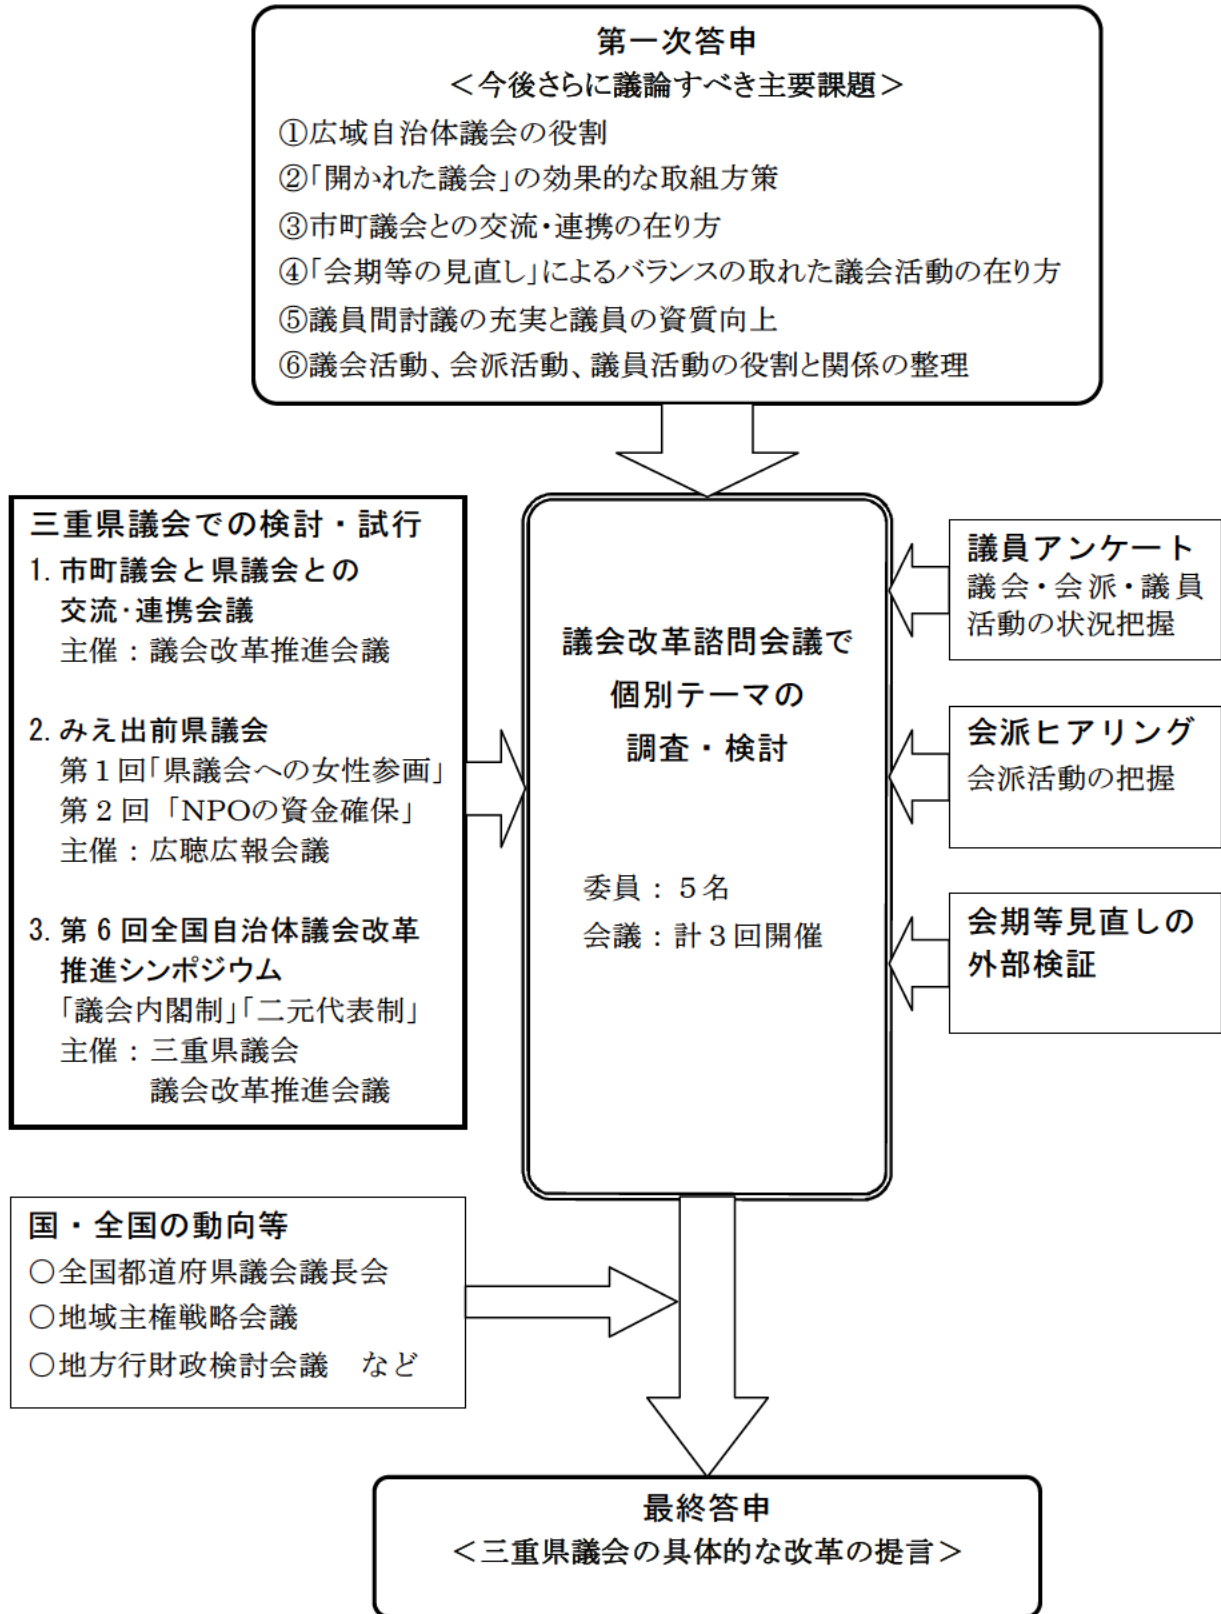 第一次答申
＜今後さらに議論すべき主要課題＞
①広域自治体議会の役割
②「開かれた議会」の効果的な取組方策
③市町議会との交流・連携の在り方
④「会期等の見直し」によるバランスの取れた議会活動の在り方
⑤議員間討議の充実と議員の資質向上
⑥議会活動、会派活動、議員活動の役割と関係の整理
三重県議会での検討・試行
1. 市町議会と県議会との
交流・連携会議
主催：議会改革推進会議
2. みえ出前県議会
第１回「県議会への女性参画」
第２回「NPOの資金確保」
主催：広聴広報会議
3. 第６回全国自治体議会改革
推進シンポジウム
「議会内閣制」「二元代表制」
主催：三重県議会
議会改革推進会議
議会改革諮問会議で
個別テーマの
調査・検討
委員：５名
会議：計３回開催
議員アンケート
議会・会派・議員
活動の状況把握
会派ヒアリング
会派活動の把握
会期等見直しの
外部検証
国・全国の動向等
○全国都道府県議会議長会
○地域主権戦略会議
○地方行財政検討会議　など
最終答申
＜三重県議会の具体的な改革の提言＞